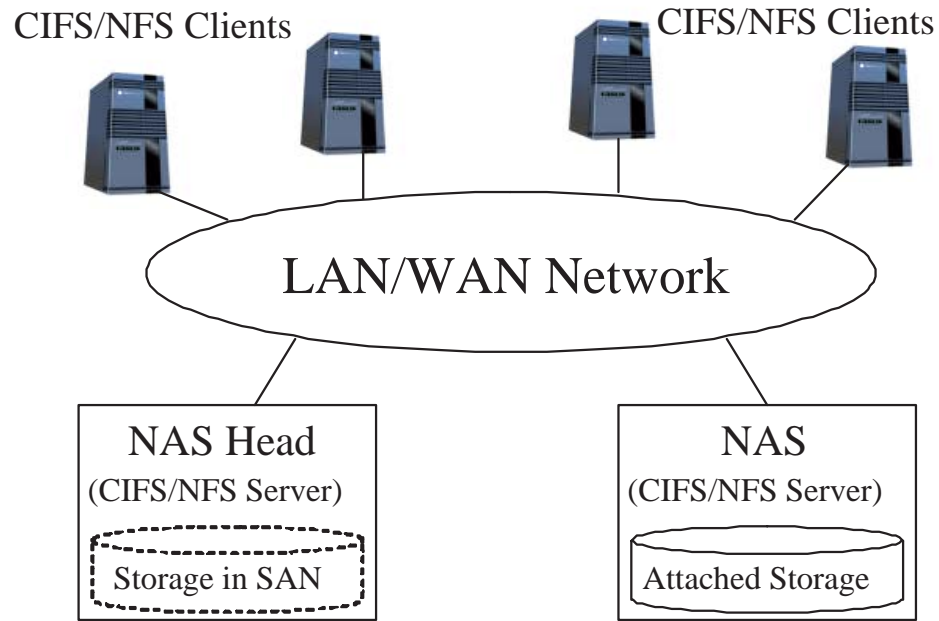 CIFS/NFS Clients
CIFS/NFS Clients
LAN/WAN Network
NAS Head
(CIFS/NFS Server)
Storage in SAN
NAS
(CIFS/NFS Server)
Attached Storage